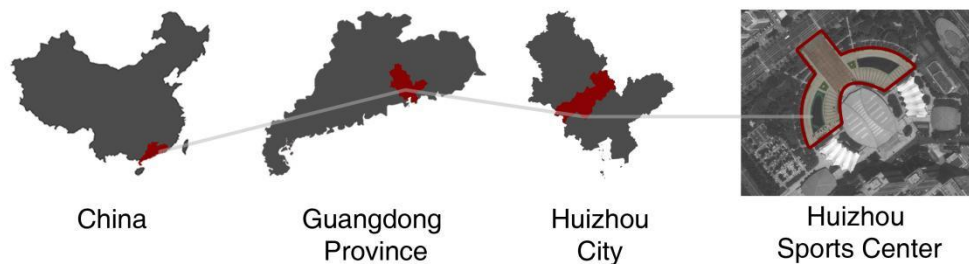 China
Guangdong
Province
Huizhou
City
Huizhou
Sports Center